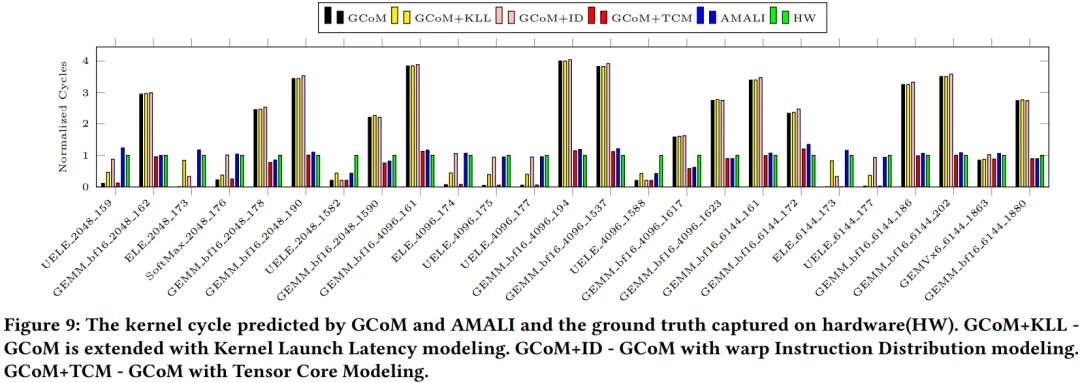 GCoM GCoM+KLL GCoM+ID GCoM+TCM AMALI HW
Normalized Cycles
4
3
2
1
0
UELE_2048_159
GEMM_bf16_2048_162
ELE_2048_173
SoftMax_2048_176
GEMM_bf16_2048_178
GEMM_bf16_2048_190
UELE_2048_1582
GEMM_bf16_2048_1590
GEMM_bf16_4096_161
ELE_4096_174
UELE_4096_175
UELE_4096_177
GEMM_bf16_4096_194
GEMM_bf16_4096_1537
UELE_4096_1588
GEMM_bf16_4096_1617
GEMM_bf16_4096_1623
GEMM_bf16_6144_161
GEMM_bf16_6144_172
ELE_6144_173
UELE_6144_177
GEMM_bf16_6144_186
GEMM_bf16_6144_202
GEMVx6_6144_1863
GEMM_bf16_6144_1880
Figure 9: The kernel cycle predicted by GCoM and AMALI and the ground truth captured on hardware(HW). GCoM+KLL -
GCoM is extended with Kernel Launch Latency modeling. GCoM+ID - GCoM with warp Instruction Distribution modeling.
GCoM+TCM - GCoM with Tensor Core Modeling.